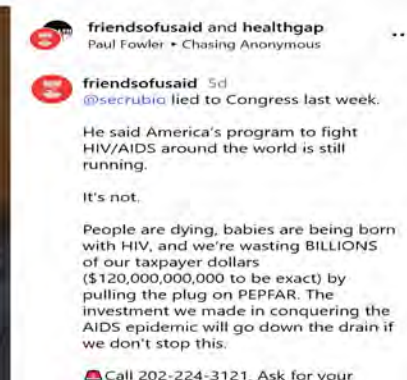 friendsofusaid and healthgap
Paul Fowler • Chasing Anonymous
friendsofusaid 5d
@secrubio lied to Congress last week.
He said America's program to fight
HIV/AIDS around the world is still
running.
It's not.
People are dying, babies are being born
with HIV, and we're wasting BILLIONS
of our taxpayer dollars
($120,000,000,000 to be exact) by
pulling the plug on PEPFAR. The
investment we made in conquering the
AIDS epidemic will go down the drain if
we don't stop this.
🚨Call 202-224-3121. Ask for your